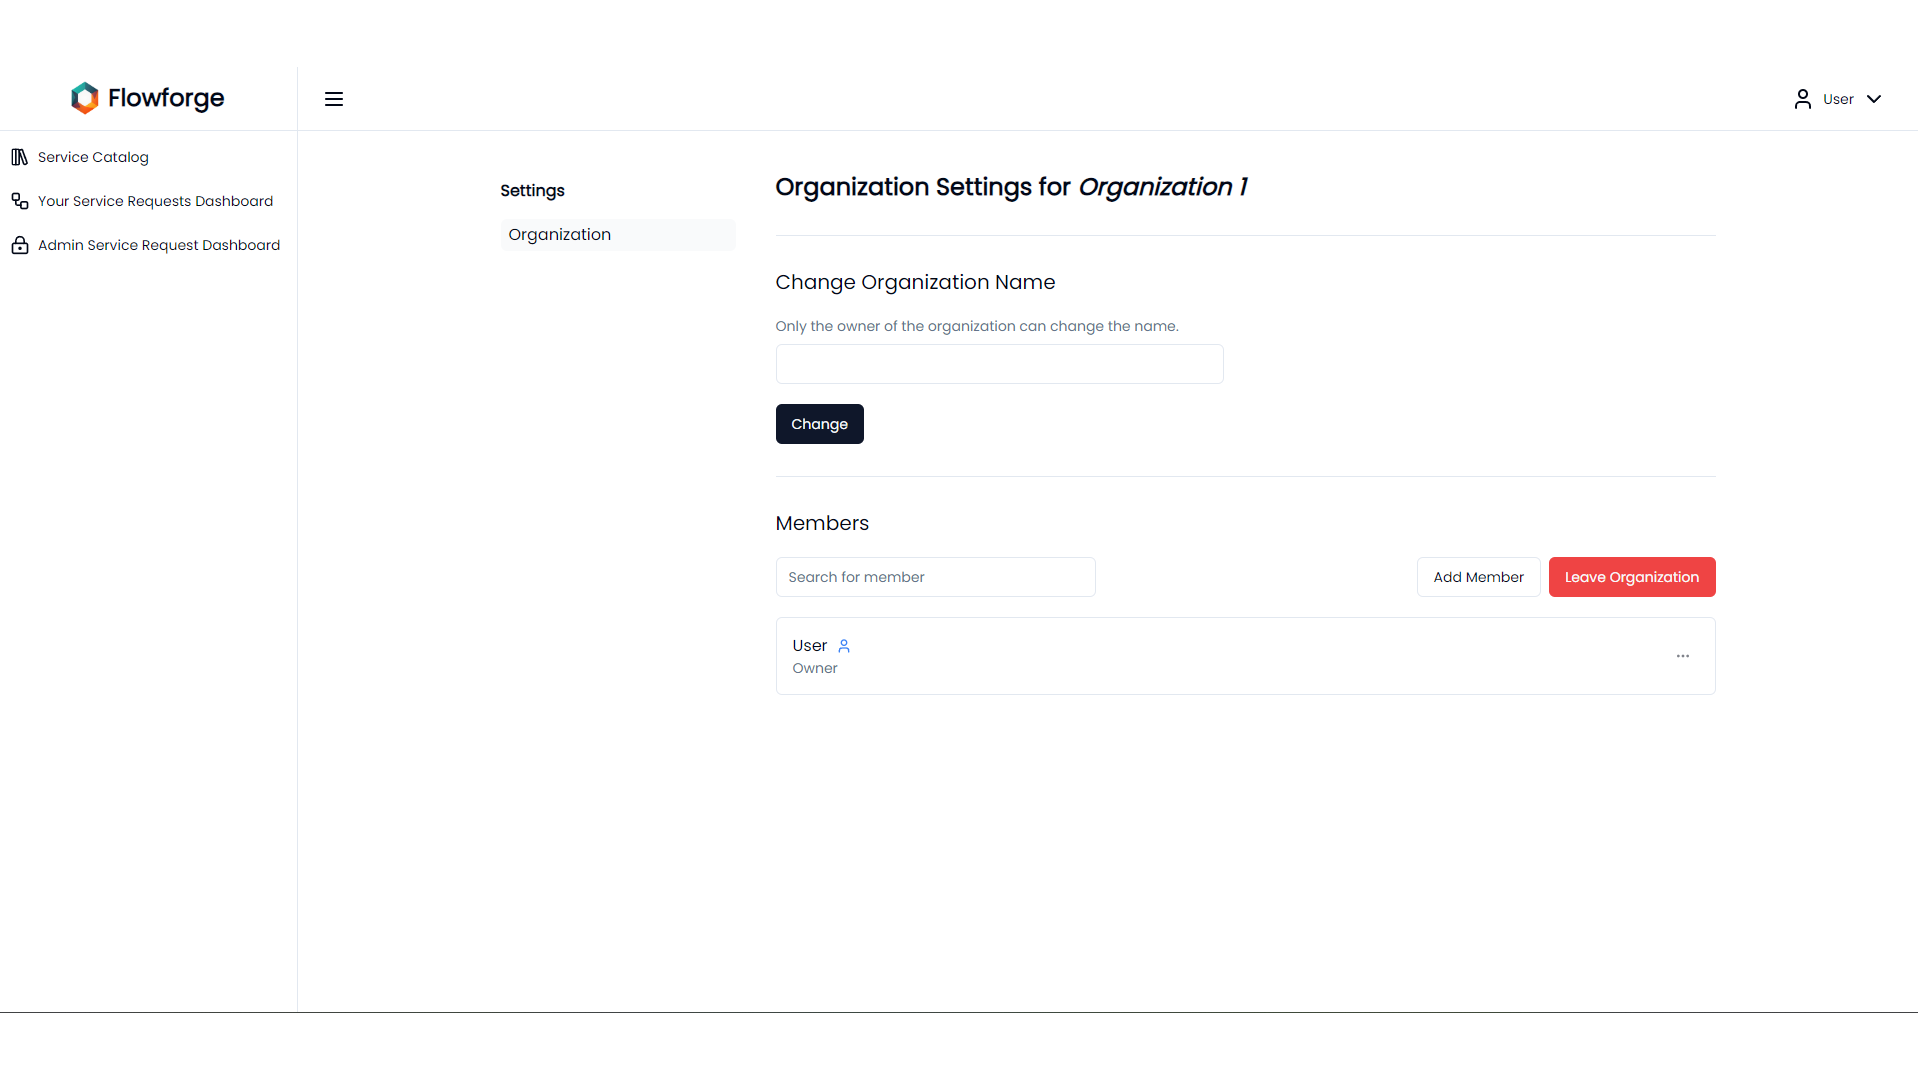 Flowforge
User
Service Catalog
Your Service Requests Dashboard
Admin Service Request Dashboard
Settings
Organization
Organization Settings for Organization 1
Change Organization Name
Only the owner of the organization can change the name.
Change
Members
Search for member
Add Member
Leave Organization
User
Owner